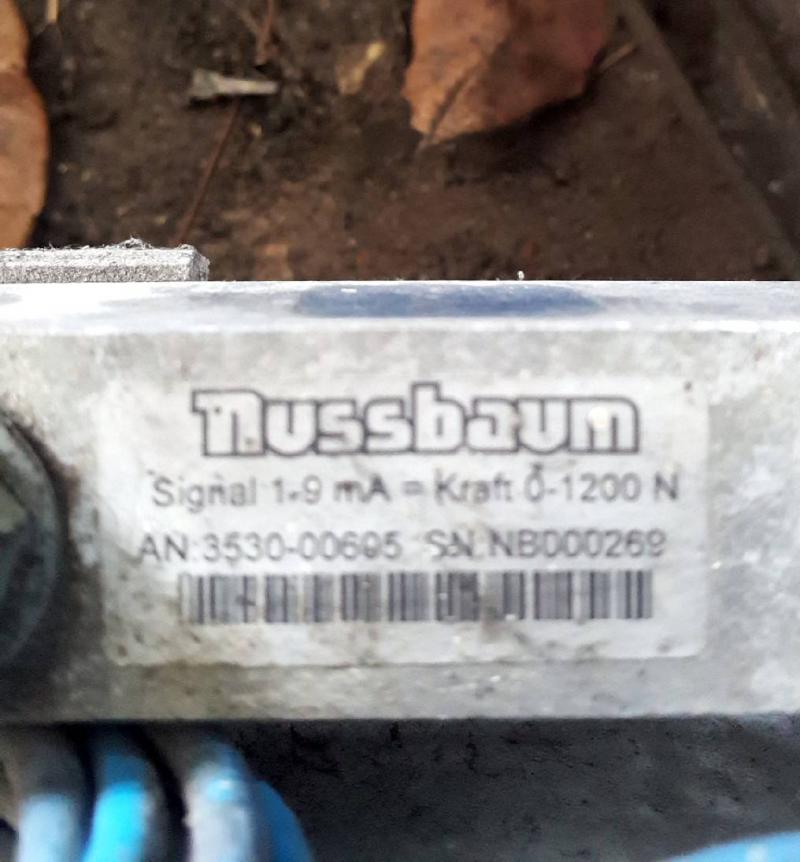 nussbaum
Signal 1-9 mA = Kraft 0-1200 N
AN:3530-00695 SN:NB000269